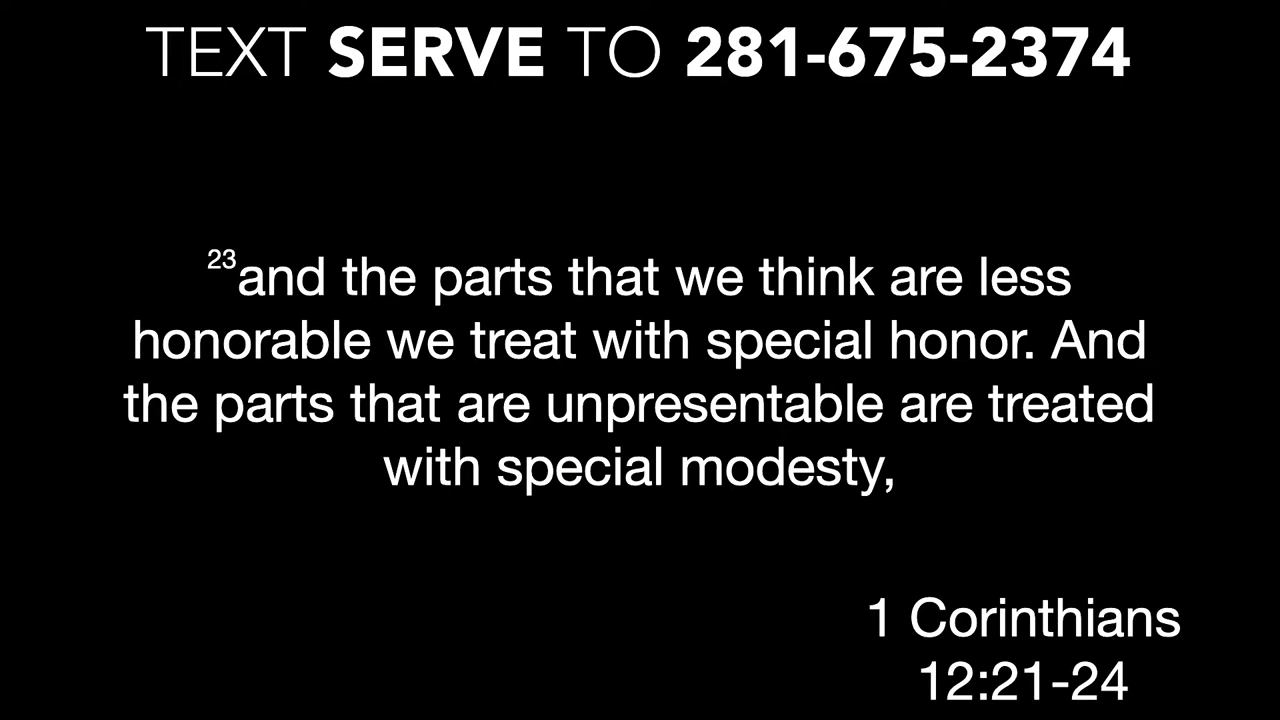 TEXT SERVE TO 281-675-2374
23and the parts that we think are less
honorable we treat with special honor. And
the parts that are unpresentable are treated
with special modesty,
1 Corinthians
12:21-24